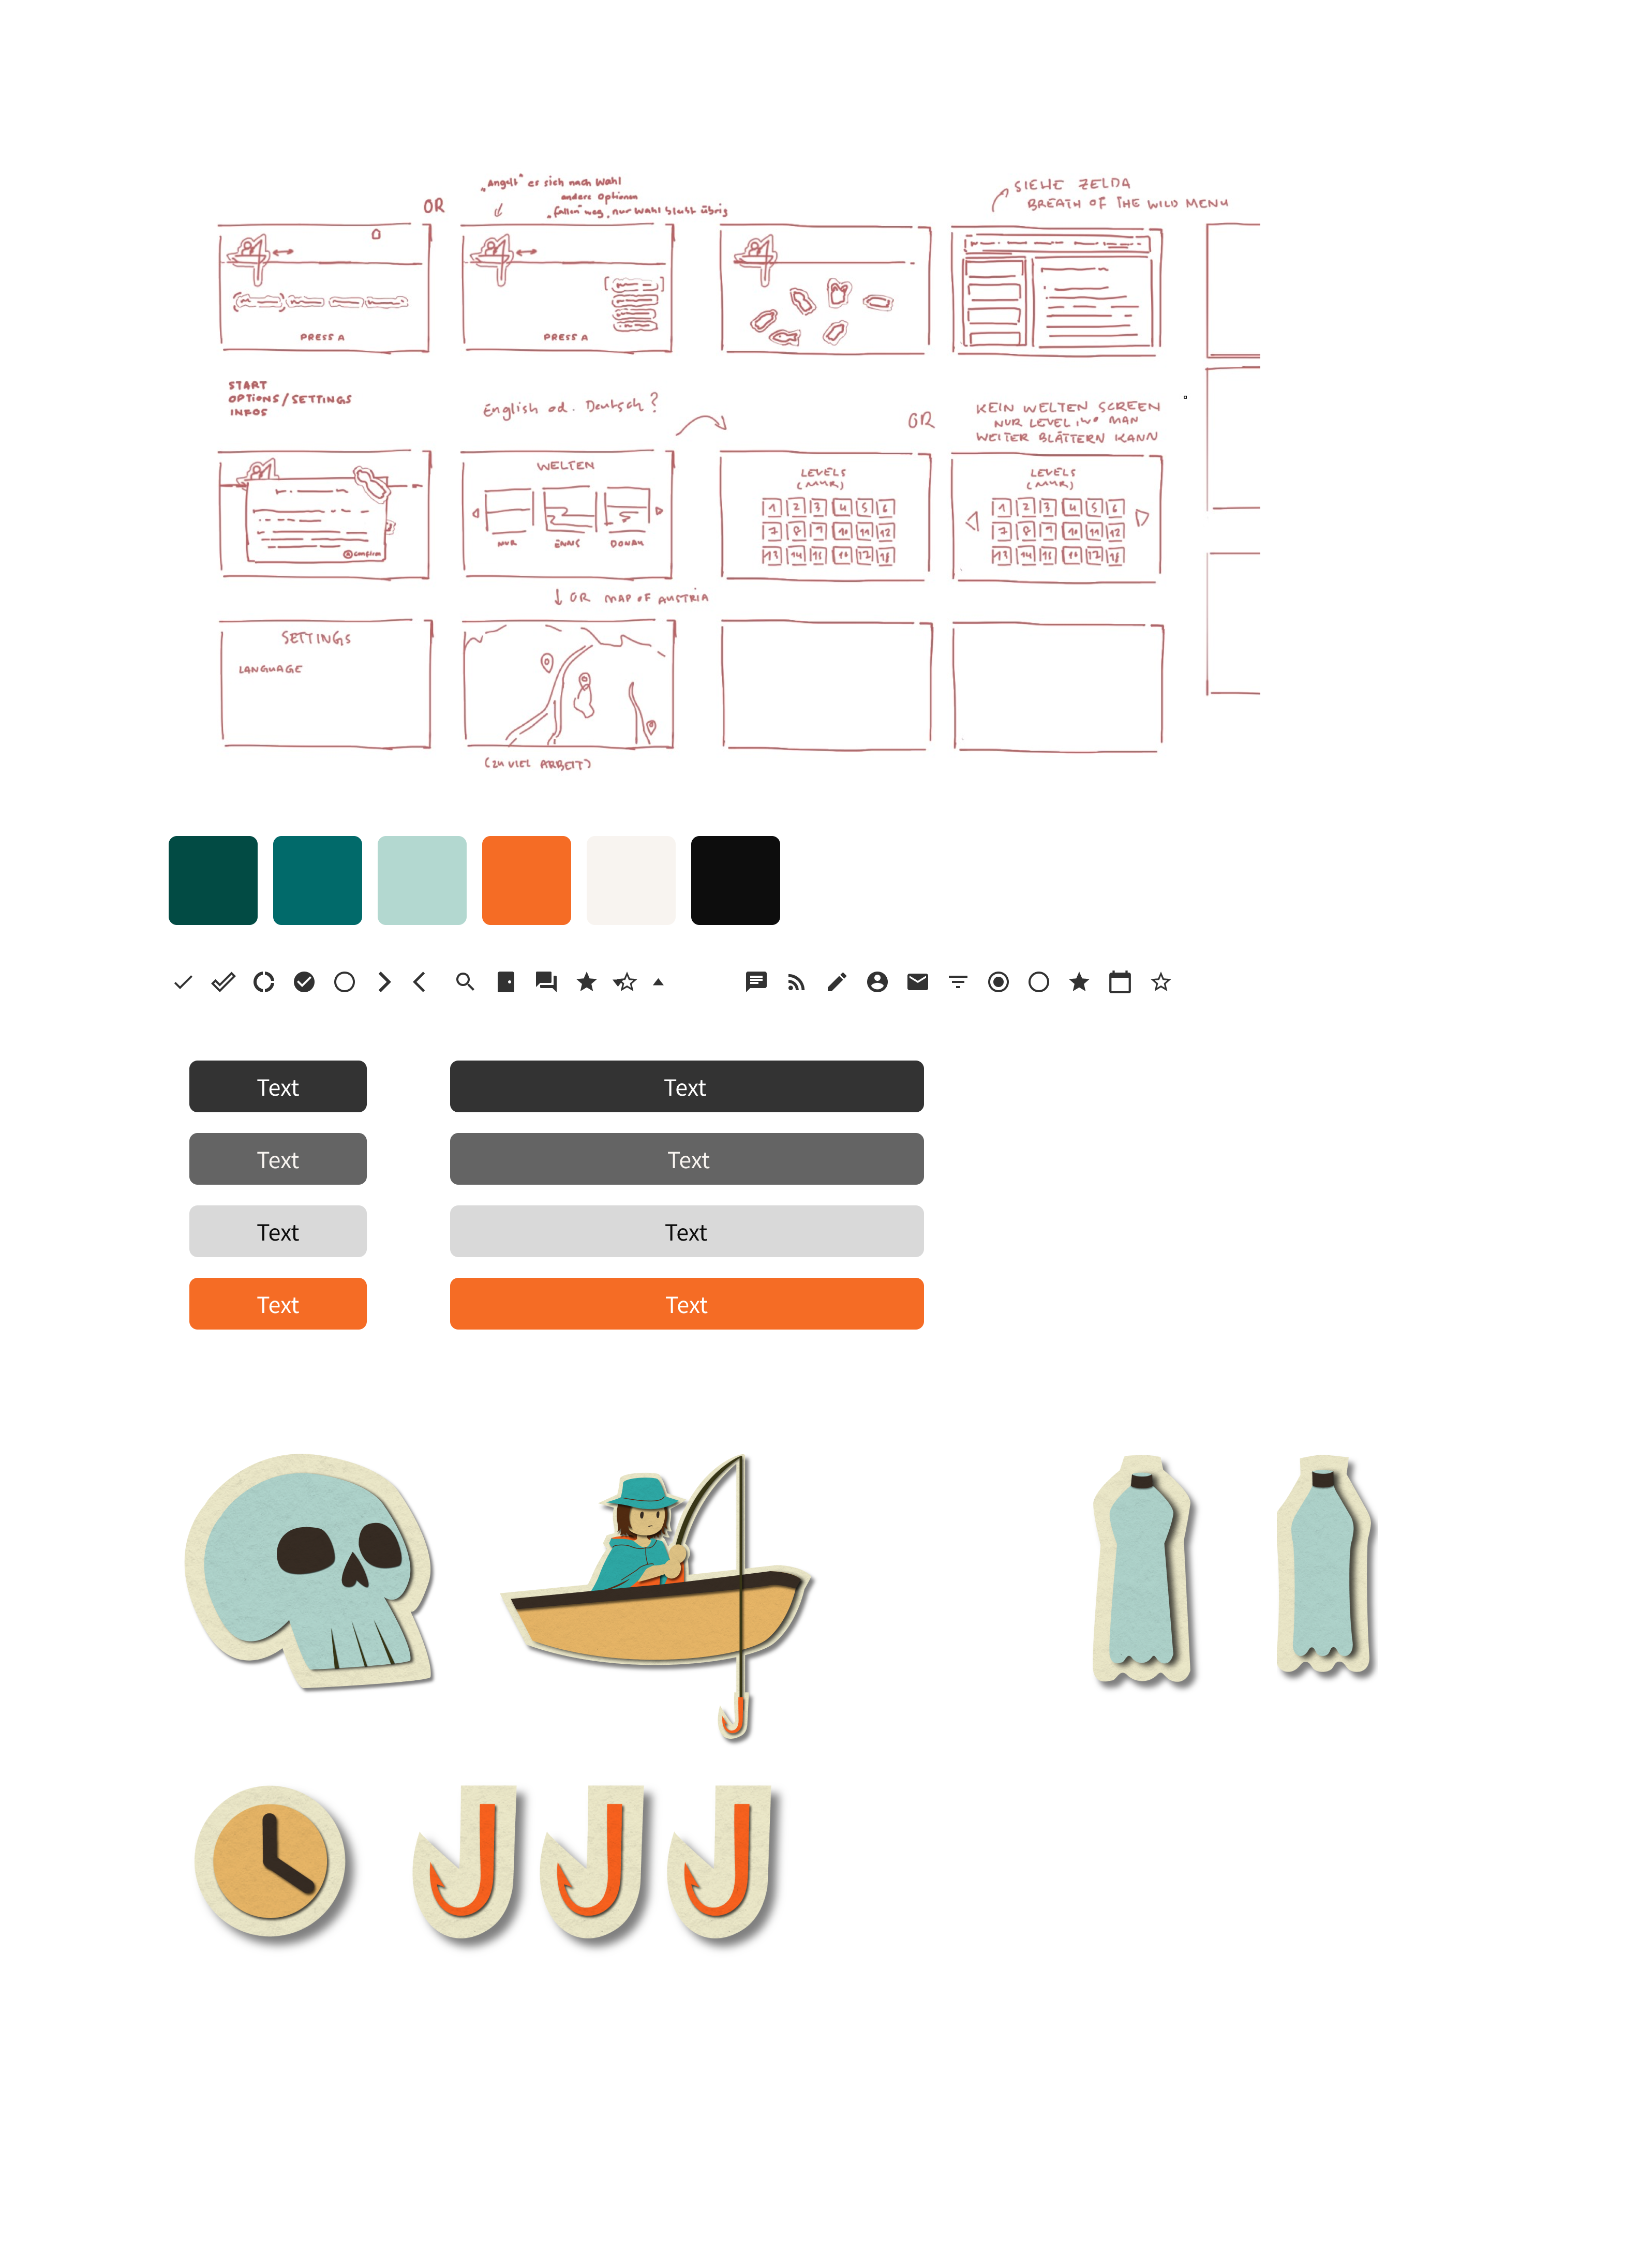 OR
„Angelt" er sich nach Wahl
andere Optionen
„fallen" weg, nur Wahl bleibt übrig
SIEHE ZELDA
BREATH OF THE WILD MENU
PRESS A
PRESS A
START
OPTIONS/SETTINGS
INFOS
English od. Deutsch?
OR
KEIN WELTEN SCREEN
NUR LEVEL, WO MAN
WEITER BLÄTTERN KANN
confirm
WELTEN
MUR
ENNS
DONAU
LEVELS
(MUR)
1 2 3 4 5 6
7 8 9 10 11 12
13 14 15 16 17 18
LEVELS
(MUR)
1 2 3 4 5 6
7 8 9 10 11 12
13 14 15 16 17 18
↓ OR MAP OF AUSTRIA
SETTINGS
LANGUAGE
(ZU VIEL ARBEIT)
Text
Text
Text
Text
Text
Text
Text
Text